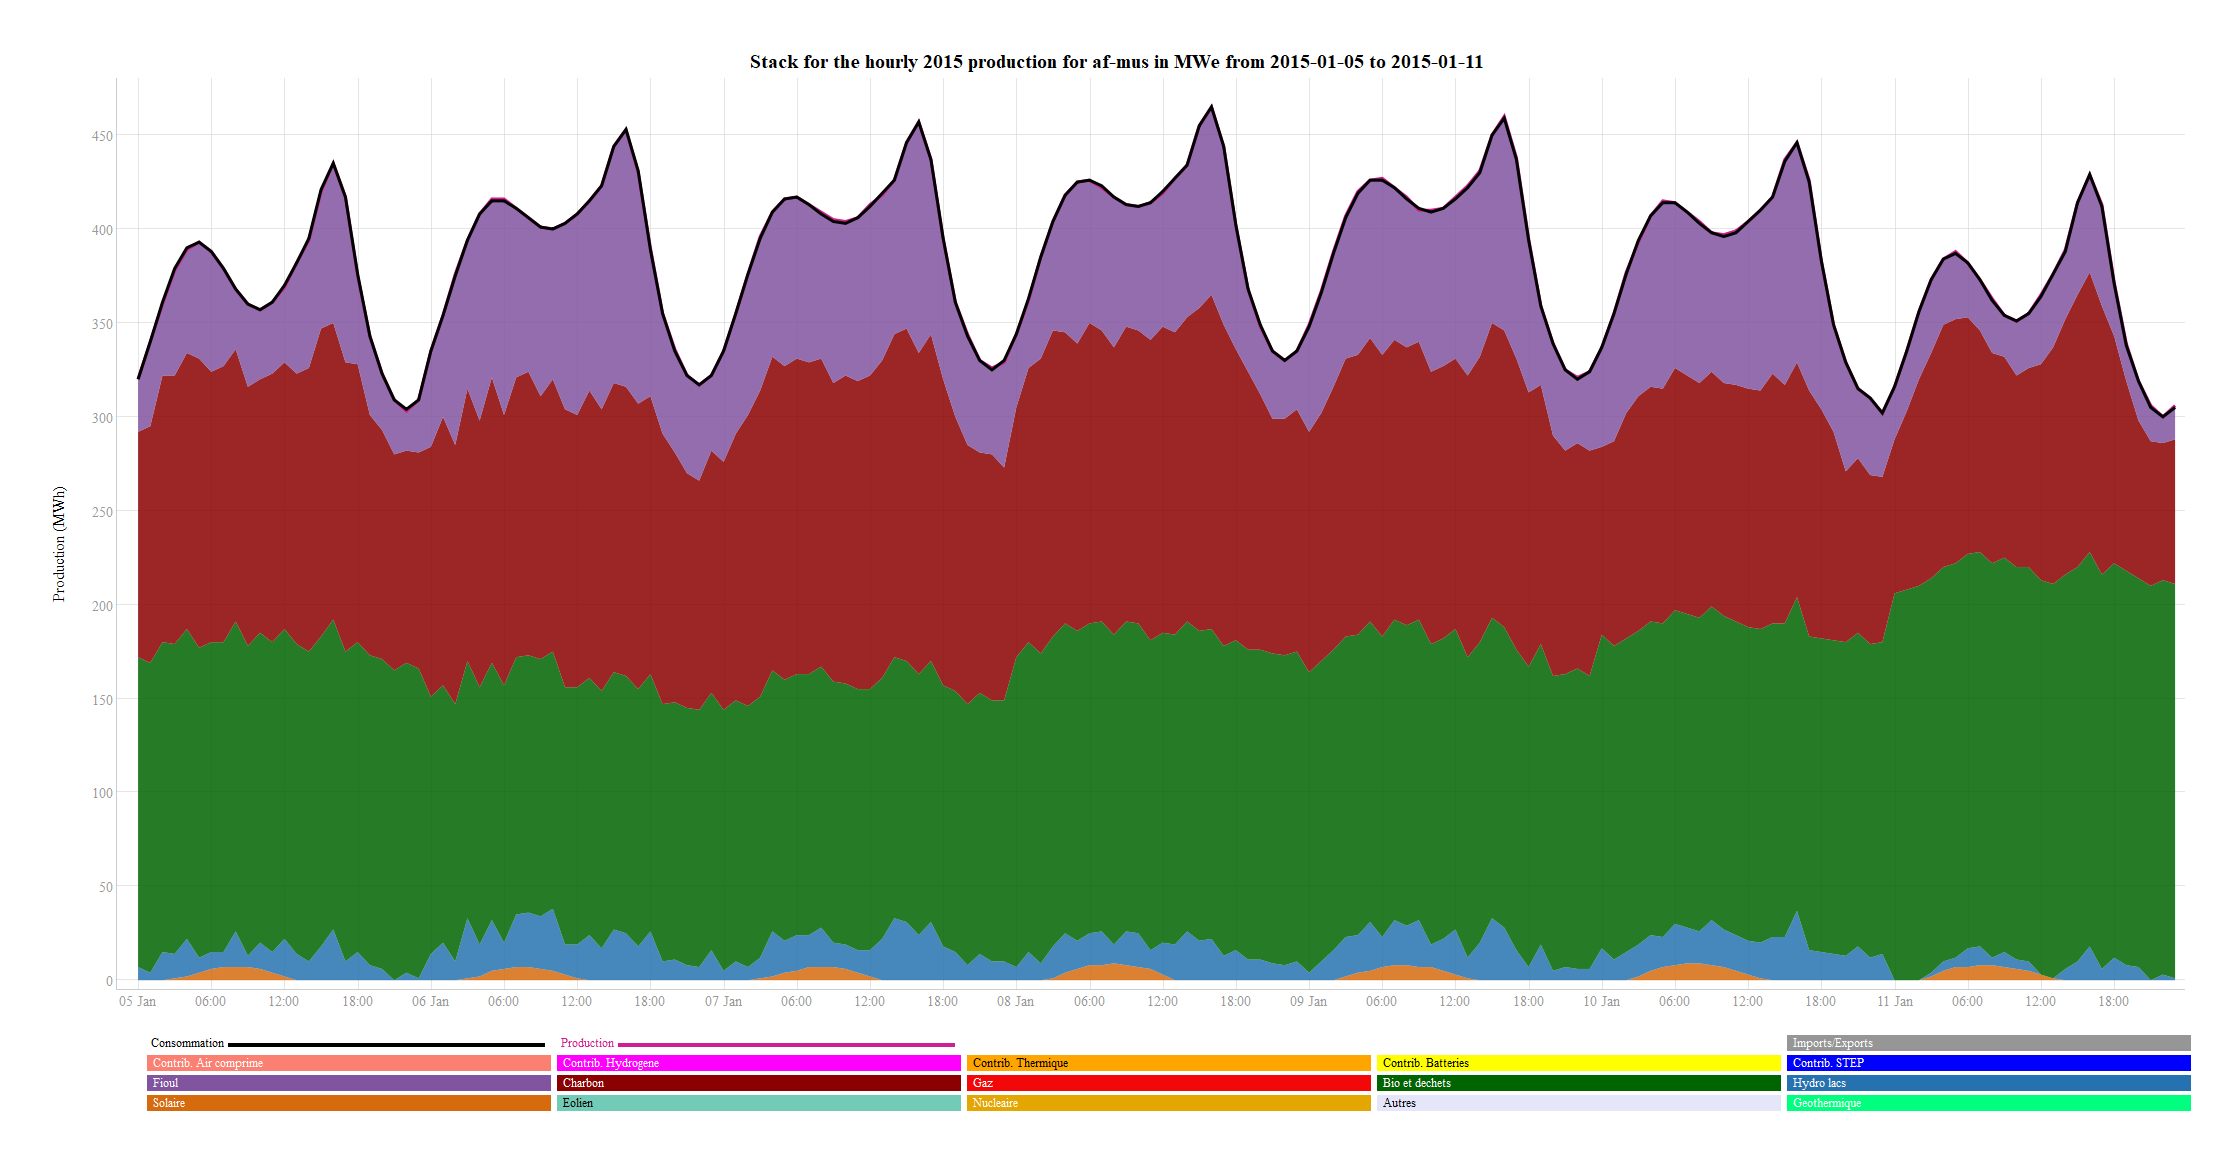 Stack for the hourly 2015 production for af-mus in MWe from 2015-01-05 to 2015-01-11
Production (MWh)
450
400
350
300
250
200
150
100
50
0
05 Jan 06:00 12:00 18:00 06 Jan 06:00 12:00 18:00 07 Jan 06:00 12:00 18:00 08 Jan 06:00 12:00 18:00 09 Jan 06:00 12:00 18:00 10 Jan 06:00 12:00 18:00 11 Jan 06:00 12:00 18:00
Consommation Production Imports/Exports
Contrib. Air comprime Contrib. Hydrogene Contrib. Thermique Contrib. Batteries Contrib. STEP
Fioul Charbon Gaz Bio et dechets Hydro lacs
Solaire Eolien Nucleaire Autres Geothermique